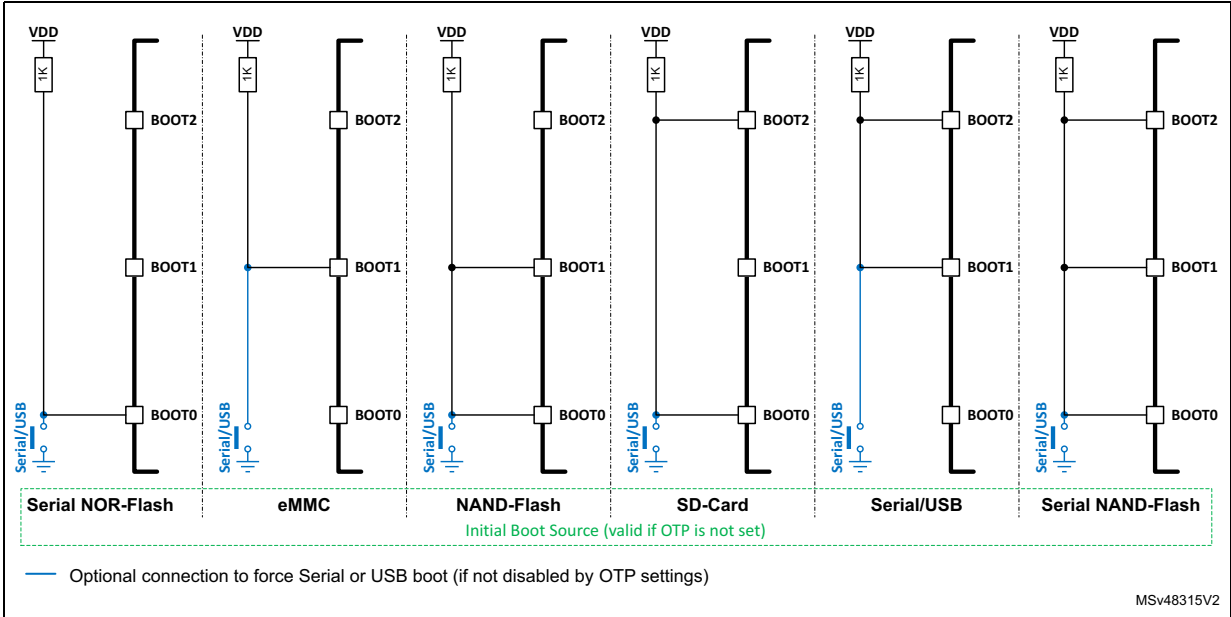 VDD VDD VDD VDD VDD VDD
1K 1K 1K 1K 1K 1K
BOOT2 BOOT2 BOOT2 BOOT2 BOOT2 BOOT2
BOOT1 BOOT1 BOOT1 BOOT1 BOOT1 BOOT1
BOOT0 BOOT0 BOOT0 BOOT0 BOOT0 BOOT0
Serial/USB Serial/USB Serial/USB Serial/USB Serial/USB Serial/USB
Serial NOR-Flash eMMC NAND-Flash SD-Card Serial/USB Serial NAND-Flash
Initial Boot Source (valid if OTP is not set)
Optional connection to force Serial or USB boot (if not disabled by OTP settings)
MSv48315V2